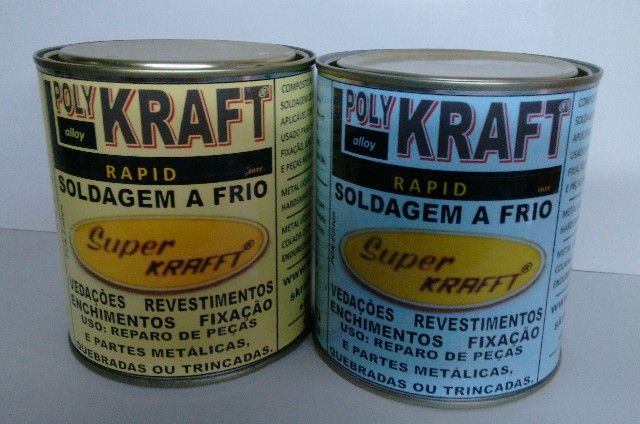 POLY KRAFT®
alloy
RAPID
SOLDAGEM A FRIO
Super
KRAFFT®
VEDAÇÕES REVESTIMENTOS
ENCHIMENTOS FIXAÇÃO
USO: REPARO DE PEÇAS
E PARTES METÁLICAS,
QUEBRADAS OU TRINCADAS.
POLY KRAFT®
alloy
RAPID
SOLDAGEM A FRIO
Super
KRAFFT®
VEDAÇÕES REVESTIMENTOS
ENCHIMENTOS FIXAÇÃO
USO: REPARO DE PEÇAS
E PARTES METÁLICAS,
QUEBRADAS OU TRINCADAS.